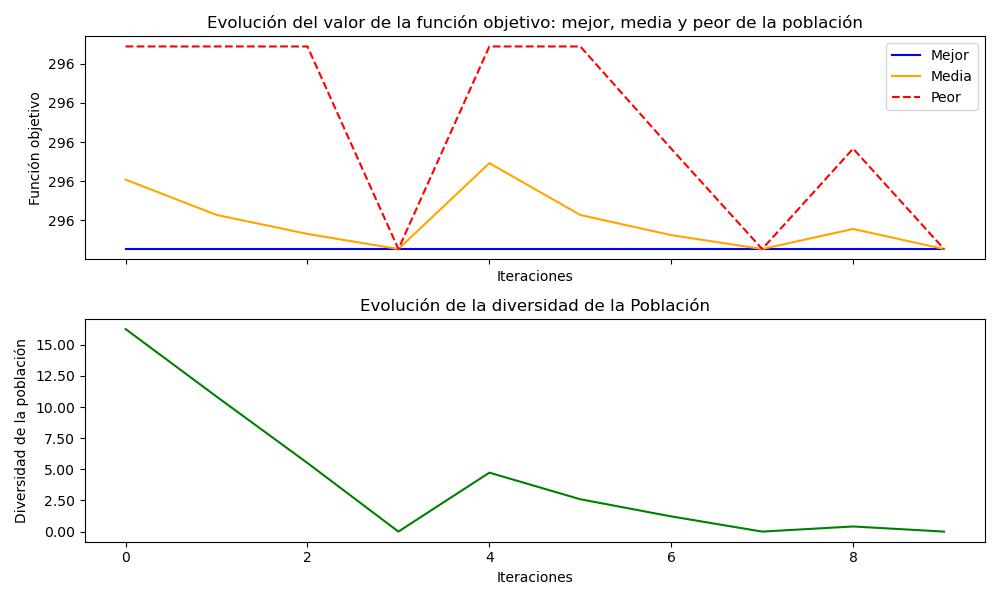 Evolución del valor de la función objetivo: mejor, media y peor de la población
Mejor
Media
Peor
296
296
296
296
296
Función objetivo
Iteraciones
Evolución de la diversidad de la Población
15.00
12.50
10.00
7.50
5.00
2.50
0.00
Diversidad de la población
0 2 4 6 8
Iteraciones